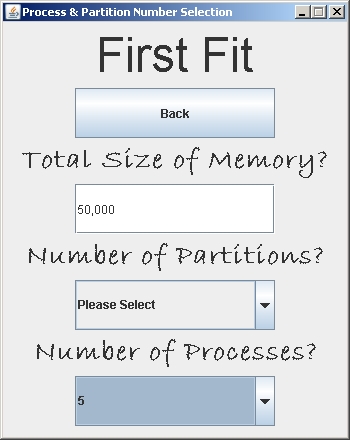 Process & Partition Number Selection
First Fit
Back
Total Size of Memory?
50,000
Number of Partitions?
Please Select
Number of Processes?
5